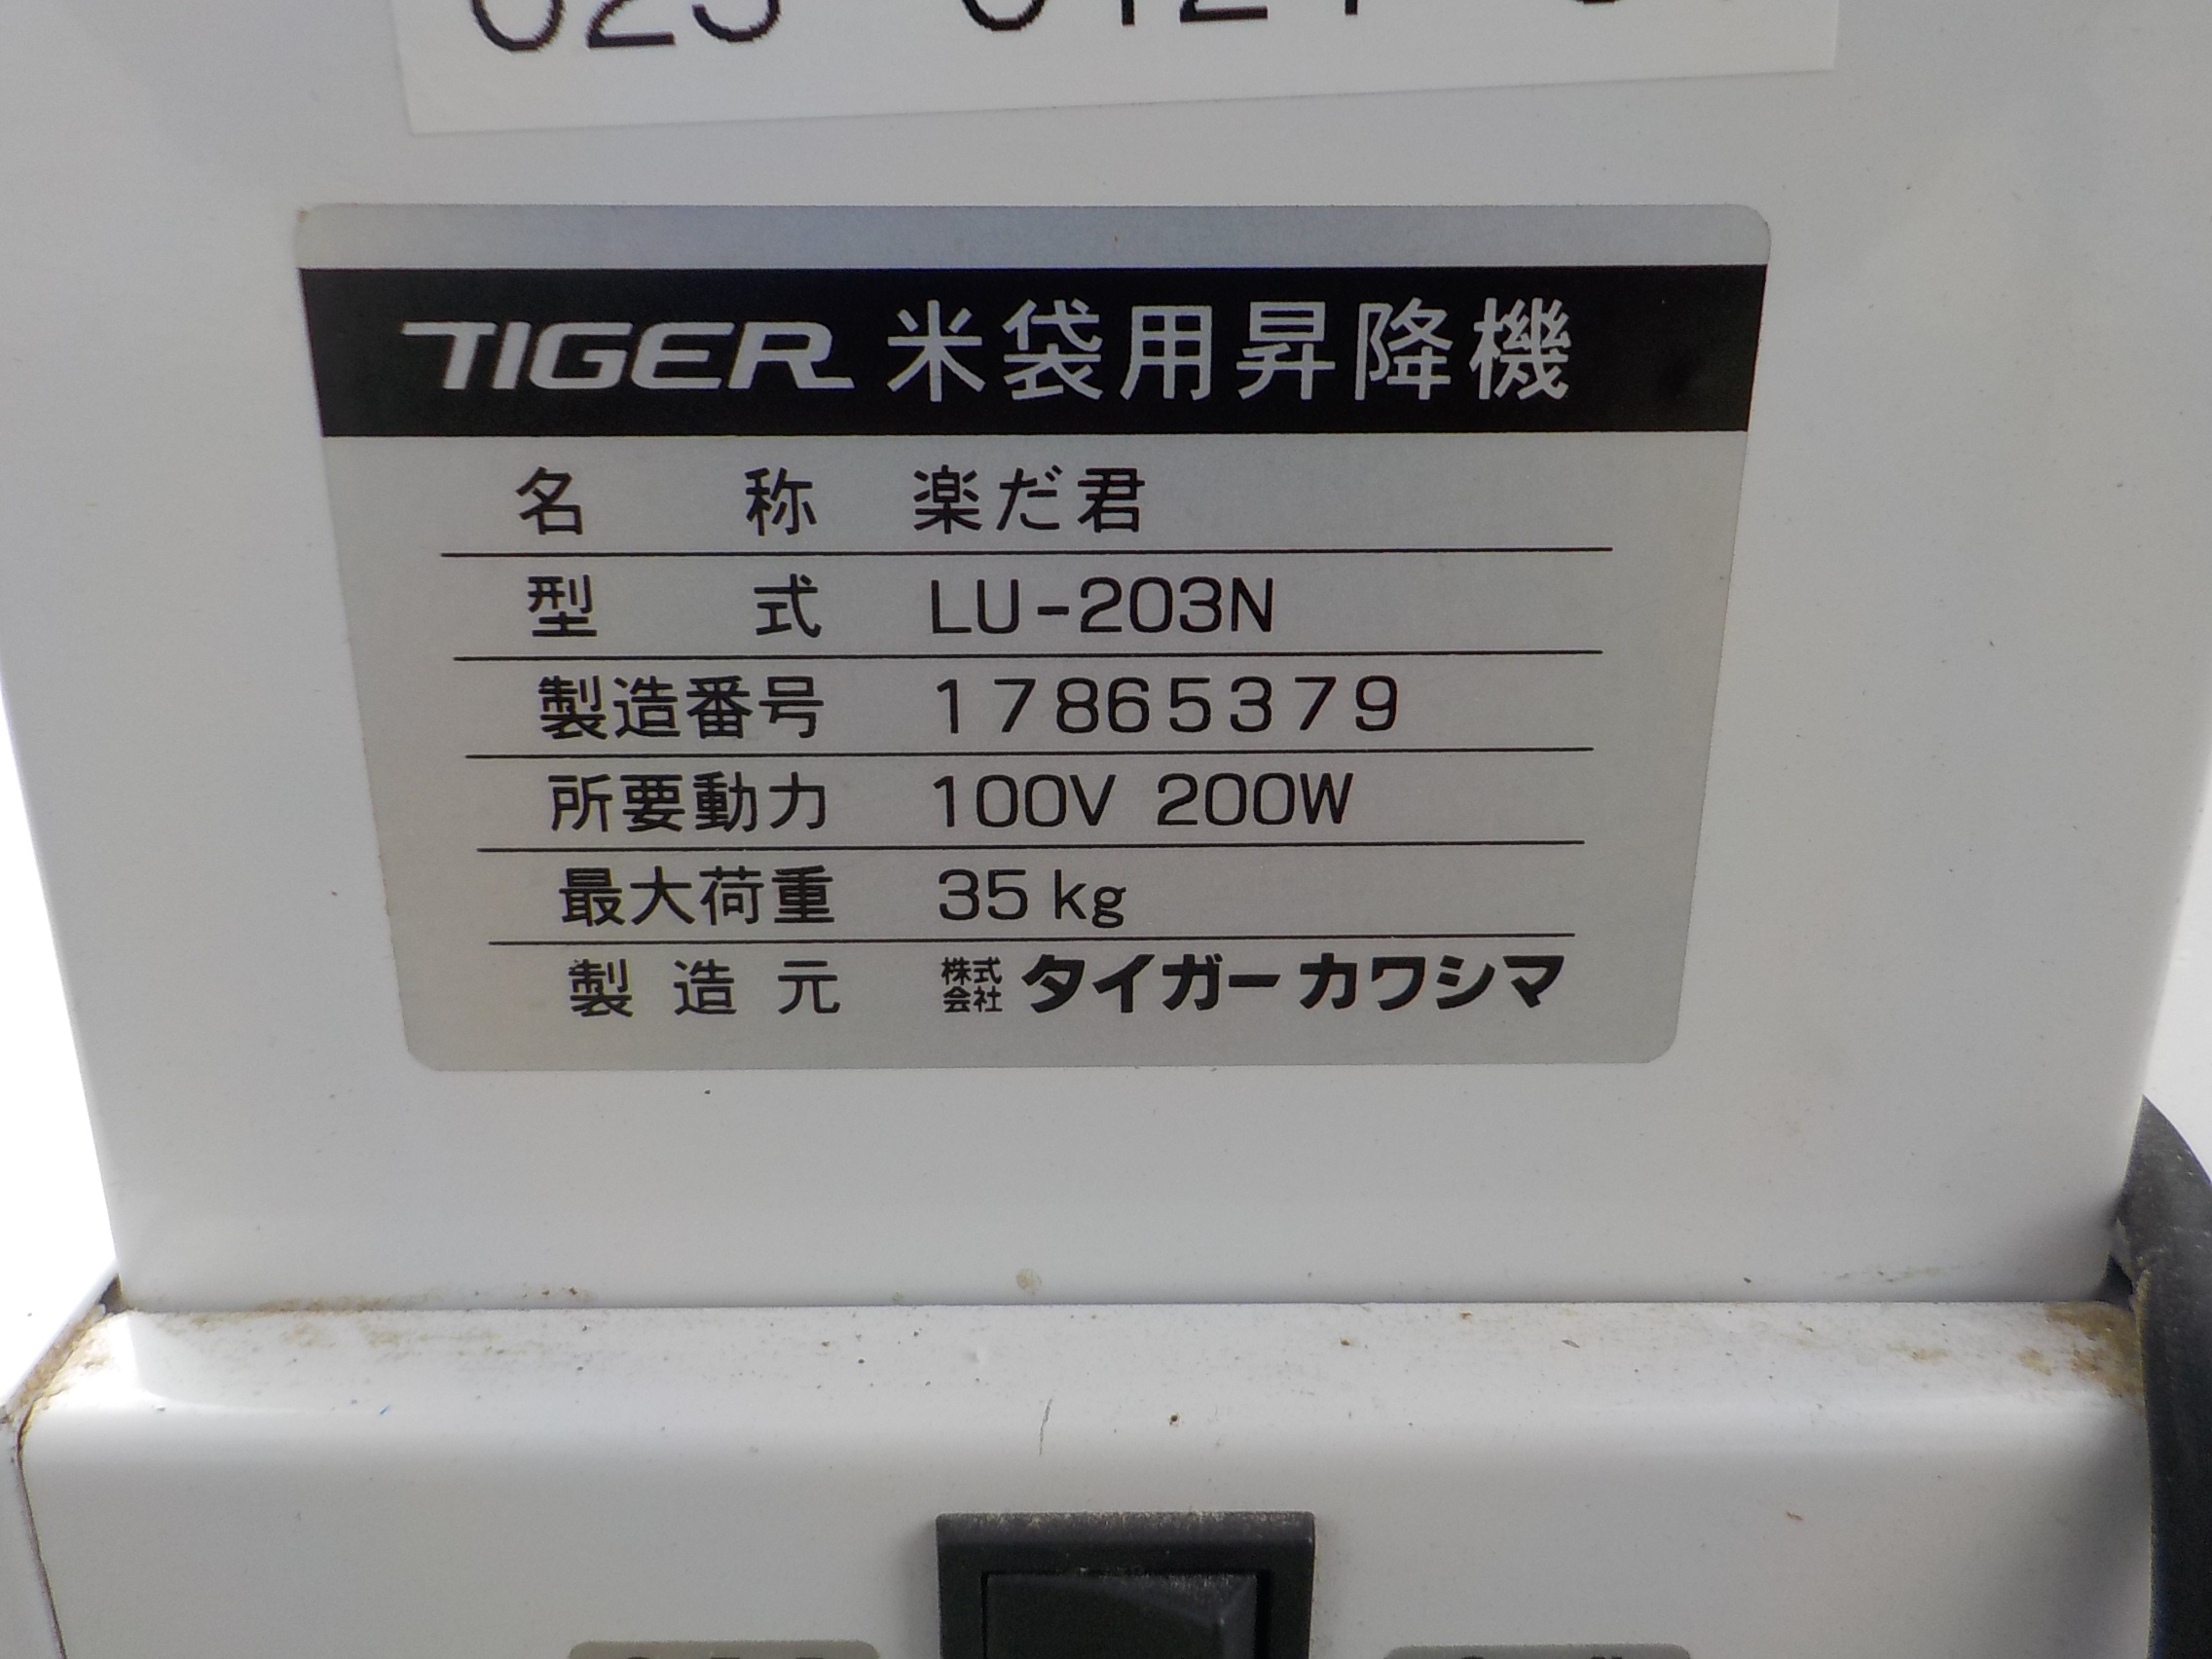 TIGER 米袋用昇降機
名称 楽だ君
型式 LU-203N
製造番号 17865379
所要動力 100V 200W
最大荷重 35kg
製造元 株式会社 タイガーカワシマ